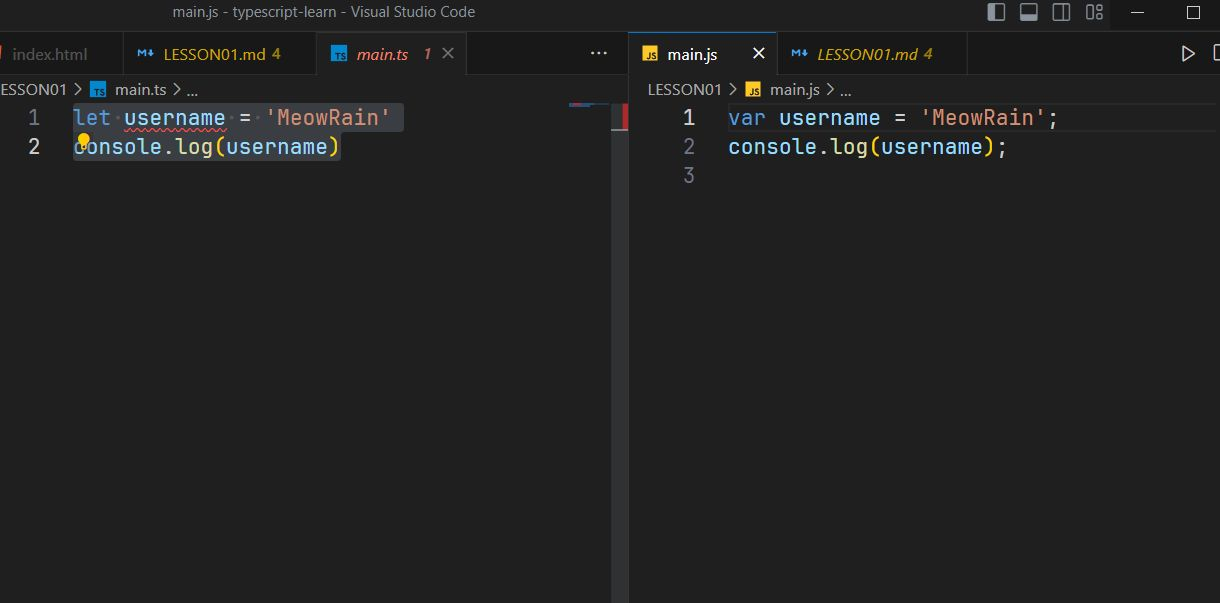 main.js - typescript-learn - Visual Studio Code
index.html
LESSON01.md 4
TS main.ts 1
JS main.js
LESSON01.md 4
ESSON01 > TS main.ts > ...
1 let username = 'MeowRain'
2 console.log(username)
LESSON01 > JS main.js > ...
1 var username = 'MeowRain';
2 console.log(username);
3